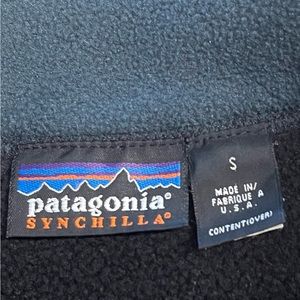 patagonia®
SYNCHILLA®
S
MADE IN/
FABRIQUE A
U.S.A.
CONTENT(OVER)